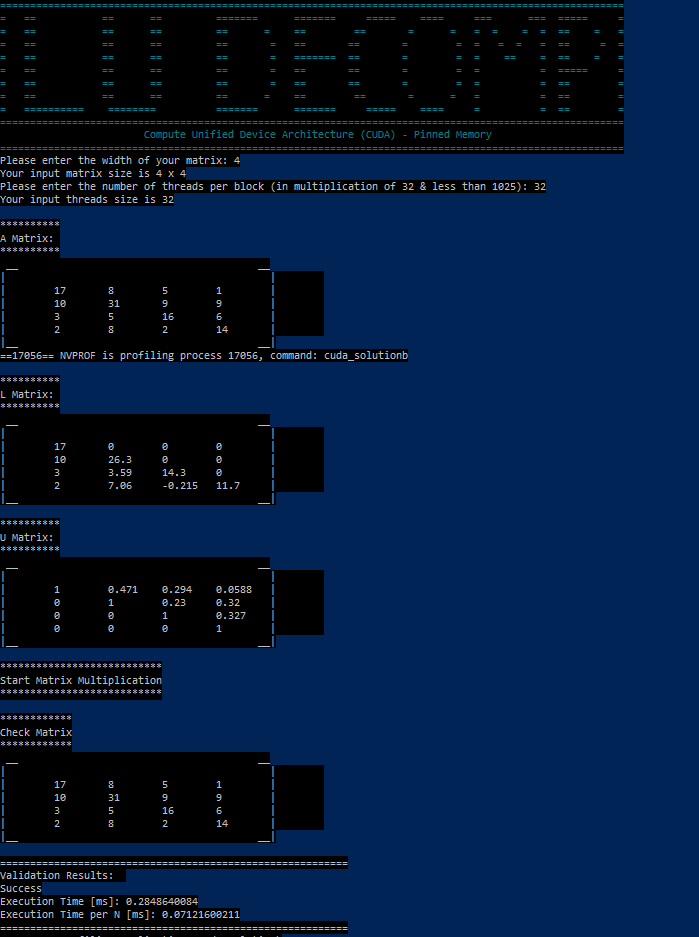 LU DECOMP
Compute Unified Device Architecture (CUDA) - Pinned Memory
Please enter the width of your matrix: 4
Your input matrix size is 4 x 4
Please enter the number of threads per block (in multiplication of 32 & less than 1025): 32
Your input threads size is 32
**********
A Matrix:
**********
17 8 5 1
10 31 9 9
3 5 16 6
2 8 2 14
==17056== NVPROF is profiling process 17056, command: cuda_solutionb
**********
L Matrix:
**********
17 0 0 0
10 26.3 0 0
3 3.59 14.3 0
2 7.06 -0.215 11.7
**********
U Matrix:
**********
1 0.471 0.294 0.0588
0 1 0.23 0.32
0 0 1 0.327
0 0 0 1
***************************
Start Matrix Multiplication
***************************
************
Check Matrix
************
17 8 5 1
10 31 9 9
3 5 16 6
2 8 2 14
==========================================================
Validation Results:
Success
Execution Time [ms]: 0.2848640084
Execution Time per N [ms]: 0.07121600211
==========================================================